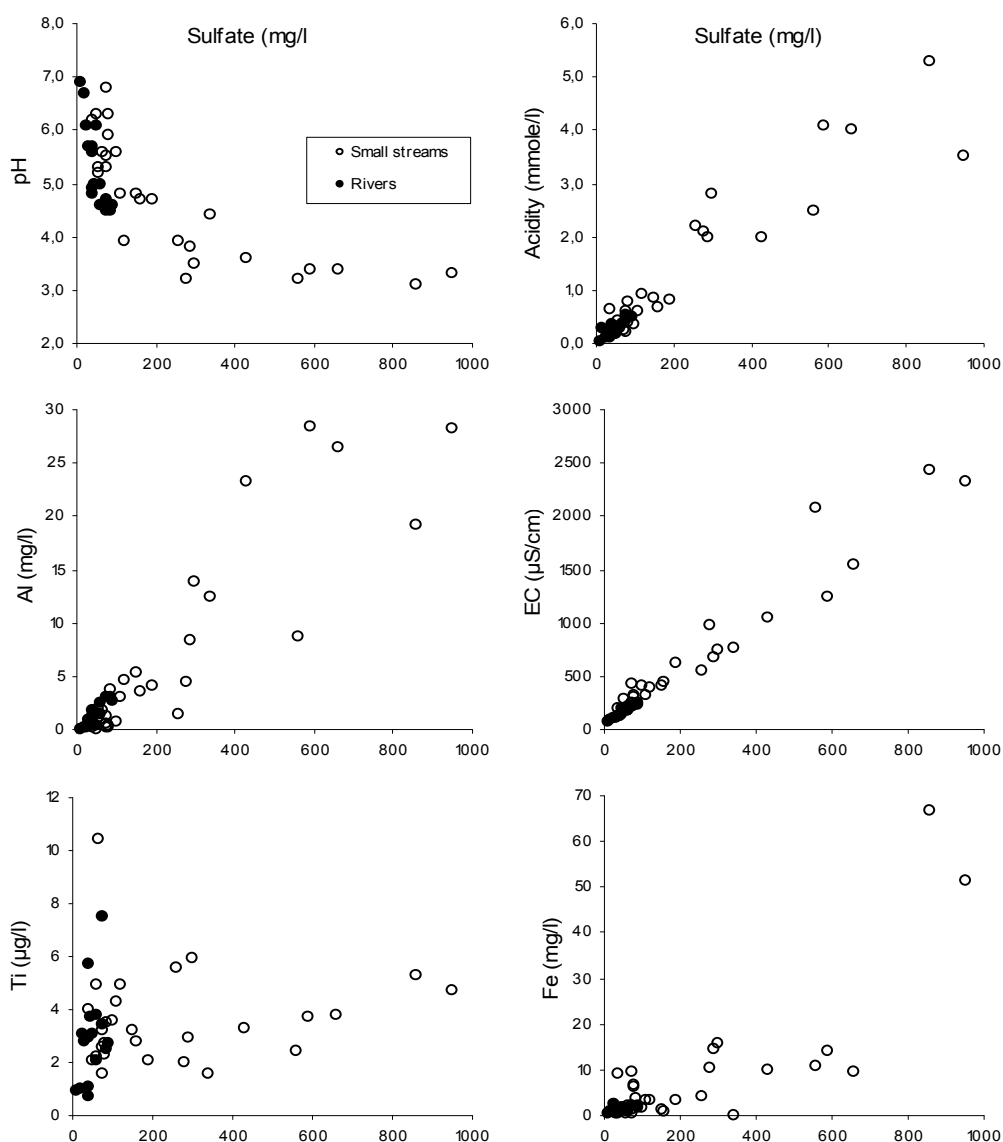 Sulfate (mg/l
8,0
7,0
6,0
5,0
4,0
3,0
2,0
pH
Small streams
Rivers
0 200 400 600 800 1000
Sulfate (mg/l)
6,0
5,0
4,0
3,0
2,0
1,0
0,0
Acidity (mmole/l)
0 200 400 600 800 1000
30
25
20
15
10
5
0
Al (mg/l)
0 200 400 600 800 1000
3000
2500
2000
1500
1000
500
0
EC (µS/cm)
0 200 400 600 800 1000
12
10
8
6
4
2
0
Ti (µg/l)
0 200 400 600 800 1000
70
60
50
40
30
20
10
0
Fe (mg/l)
0 200 400 600 800 1000